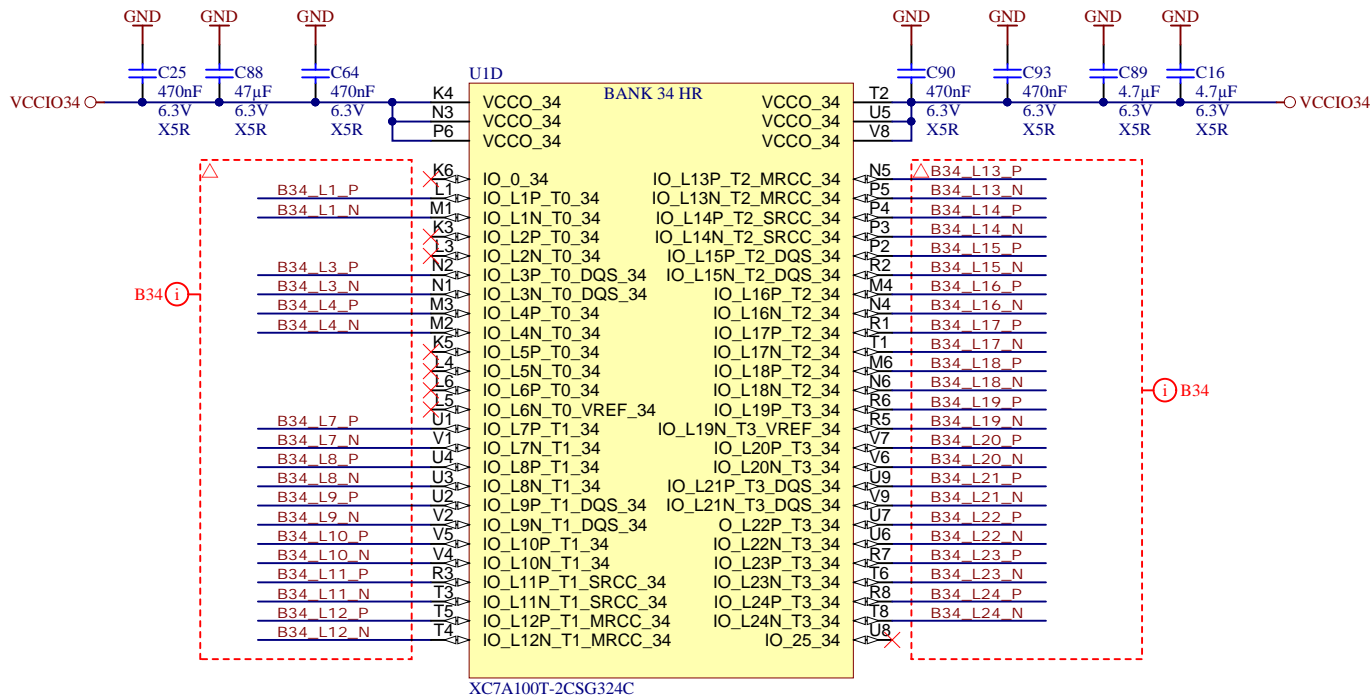 GND GND GND GND GND GND GND
C25 C88 C64 C90 C93 C89 C16
470nF 47µF 470nF 470nF 470nF 4.7µF 4.7µF
6.3V 6.3V 6.3V 6.3V 6.3V 6.3V 6.3V
X5R X5R X5R X5R X5R X5R X5R
VCCIO34 VCCIO34
U1D
BANK 34 HR
K4 VCCO_34 VCCO_34 T2
N3 VCCO_34 VCCO_34 U5
P6 VCCO_34 VCCO_34 V8
K6 IO_0_34 IO_L13P_T2_MRCC_34 N5 B34_L13_P
B34_L1_P L1 IO_L1P_T0_34 IO_L13N_T2_MRCC_34 P5 B34_L13_N
B34_L1_N M1 IO_L1N_T0_34 IO_L14P_T2_SRCC_34 P4 B34_L14_P
K3 IO_L2P_T0_34 IO_L14N_T2_SRCC_34 P3 B34_L14_N
L3 IO_L2N_T0_34 IO_L15P_T2_DQS_34 P2 B34_L15_P
B34_L3_P N2 IO_L3P_T0_DQS_34 IO_L15N_T2_DQS_34 R2 B34_L15_N
B34_L3_N N1 IO_L3N_T0_DQS_34 IO_L16P_T2_34 M4 B34_L16_P
B34_L4_P M3 IO_L4P_T0_34 IO_L16N_T2_34 N4 B34_L16_N
B34_L4_N M2 IO_L4N_T0_34 IO_L17P_T2_34 R1 B34_L17_P
K5 IO_L5P_T0_34 IO_L17N_T2_34 T1 B34_L17_N
L4 IO_L5N_T0_34 IO_L18P_T2_34 M6 B34_L18_P
L6 IO_L6P_T0_34 IO_L18N_T2_34 N6 B34_L18_N
L5 IO_L6N_T0_VREF_34 IO_L19P_T3_34 R6 B34_L19_P
B34_L7_P U1 IO_L7P_T1_34 IO_L19N_T3_VREF_34 R5 B34_L19_N
B34_L7_N V1 IO_L7N_T1_34 IO_L20P_T3_34 V7 B34_L20_P
B34_L8_P U4 IO_L8P_T1_34 IO_L20N_T3_34 V6 B34_L20_N
B34_L8_N U3 IO_L8N_T1_34 IO_L21P_T3_DQS_34 U9 B34_L21_P
B34_L9_P U2 IO_L9P_T1_DQS_34 IO_L21N_T3_DQS_34 V9 B34_L21_N
B34_L9_N V2 IO_L9N_T1_DQS_34 O_L22P_T3_34 U7 B34_L22_P
B34_L10_P V5 IO_L10P_T1_34 IO_L22N_T3_34 U6 B34_L22_N
B34_L10_N V4 IO_L10N_T1_34 IO_L23P_T3_34 R7 B34_L23_P
B34_L11_P R3 IO_L11P_T1_SRCC_34 IO_L23N_T3_34 T6 B34_L23_N
B34_L11_N T3 IO_L11N_T1_SRCC_34 IO_L24P_T3_34 R8 B34_L24_P
B34_L12_P T5 IO_L12P_T1_MRCC_34 IO_L24N_T3_34 T8 B34_L24_N
B34_L12_N T4 IO_L12N_T1_MRCC_34 IO_25_34 U8
B34 i i B34
XC7A100T-2CSG324C